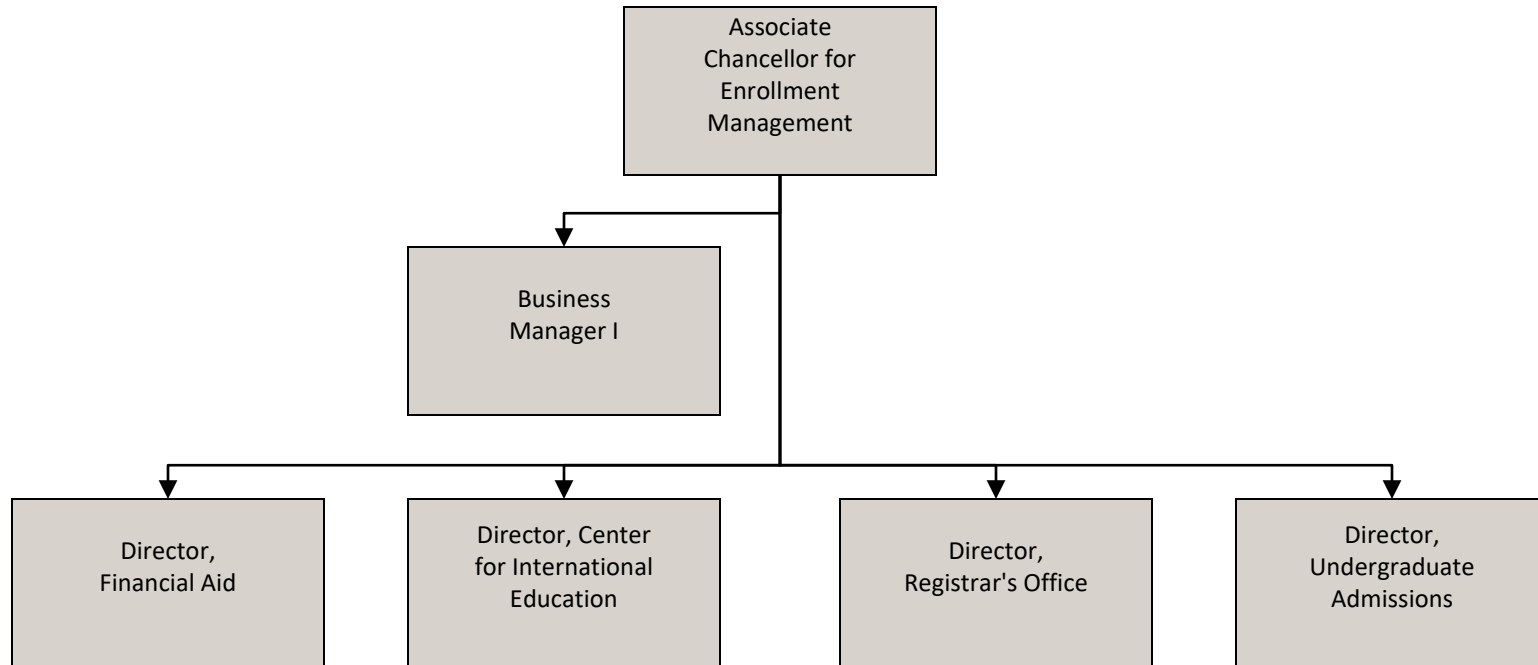 Associate
Chancellor for
Enrollment
Management
Business
Manager I
Director,
Financial Aid
Director, Center
for International
Education
Director,
Registrar's Office
Director,
Undergraduate
Admissions